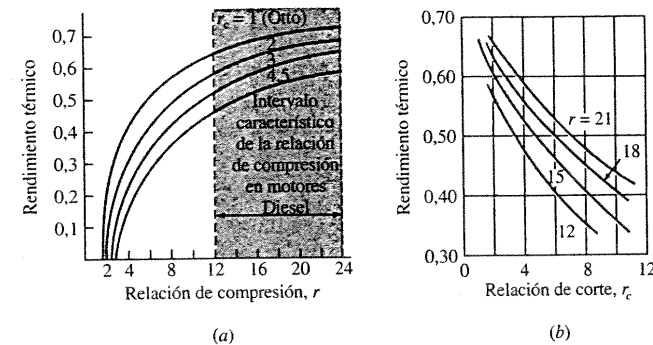 r_c = 1 (Otto)
2
3
4.5
Intervalo
característico
de la relación
de compresión
en motores
Diesel
Rendimiento térmico
0,7
0,6
0,5
0,4
0,3
0,2
0,1
2 4 8 12 16 20 24
Relación de compresión, r
(a)
Rendimiento térmico
0,70
0,60
0,50
0,40
0,30
r = 21
18
15
12
0 4 8 12
Relación de corte, r_c
(b)